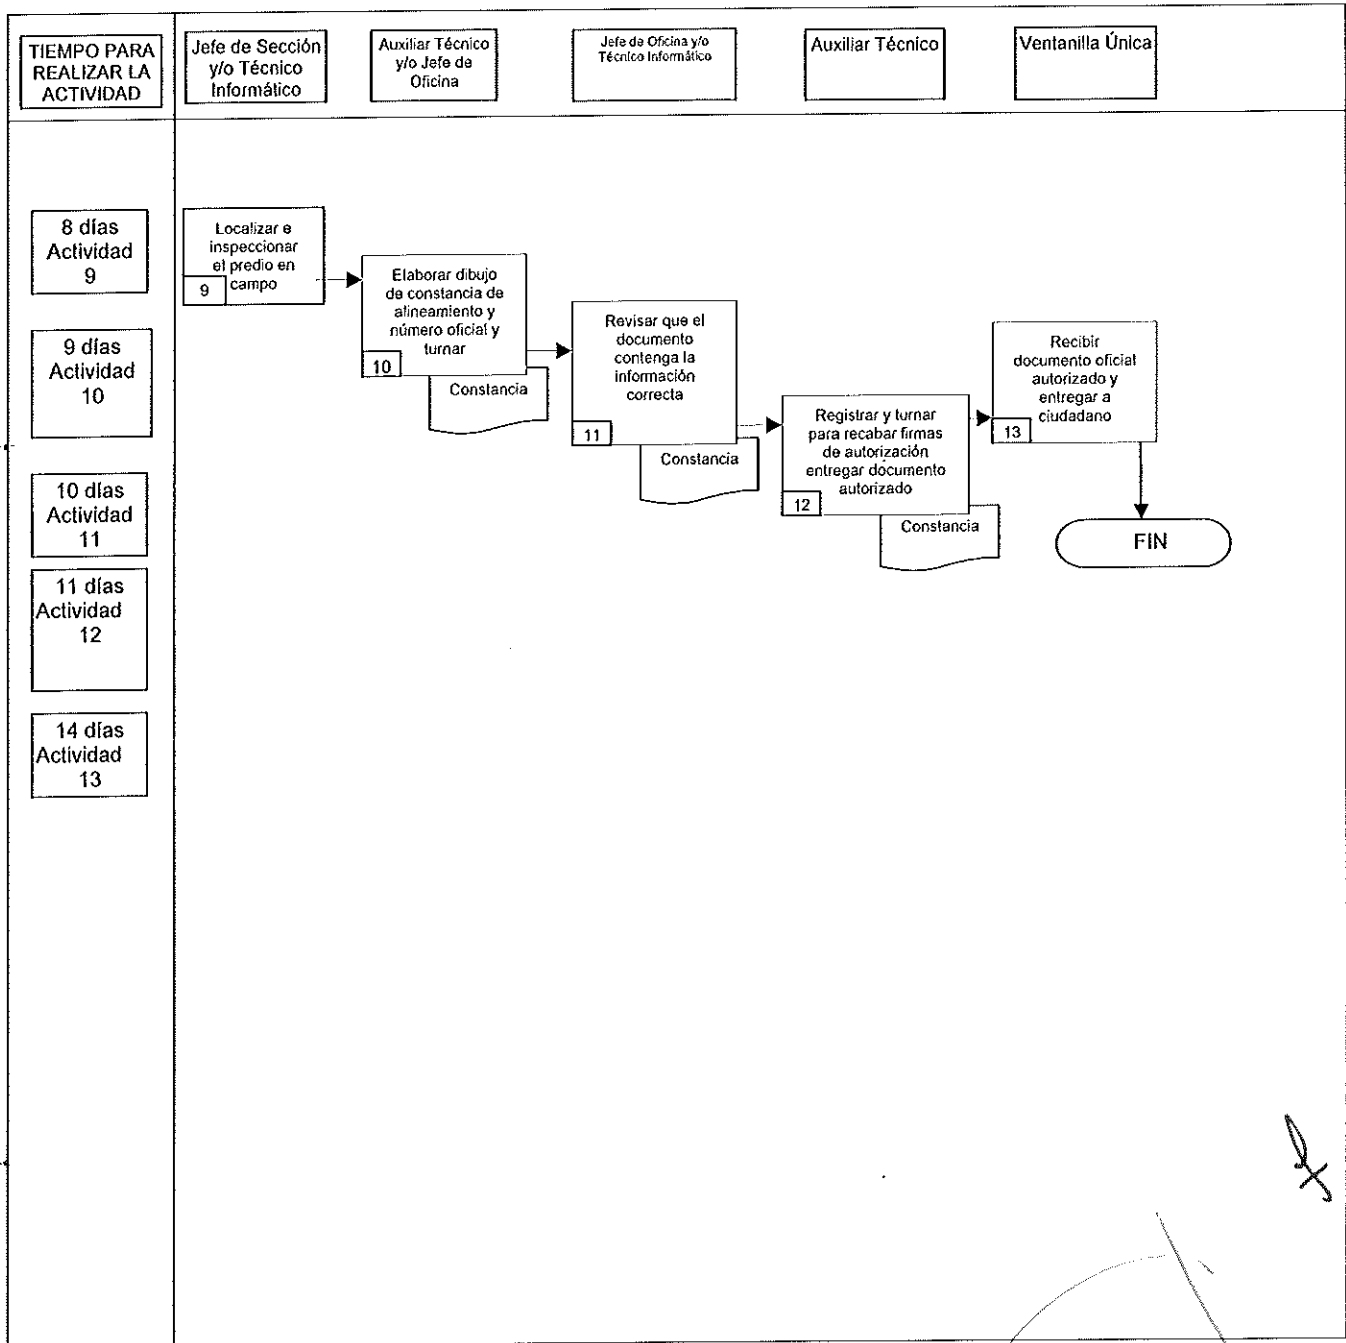 TIEMPO PARA
REALIZAR LA
ACTIVIDAD
Jefe de Sección
y/o Técnico
Informático
Auxiliar Técnico
y/o Jefe de
Oficina
Jefe de Oficina y/o
Técnico Informático
Auxiliar Técnico
Ventanilla Única
8 días
Actividad
9
9 días
Actividad
10
10 días
Actividad
11
11 días
Actividad
12
14 días
Actividad
13
Localizar e
inspeccionar
el predio en
campo
9
Elaborar dibujo
de constancia de
alineamiento y
número oficial y
turnar
10
Constancia
Revisar que el
documento
contenga la
información
correcta
11
Constancia
Registrar y turnar
para recabar firmas
de autorización
entregar documento
autorizado
12
Constancia
Recibir
documento oficial
autorizado y
entregar a
ciudadano
13
FIN